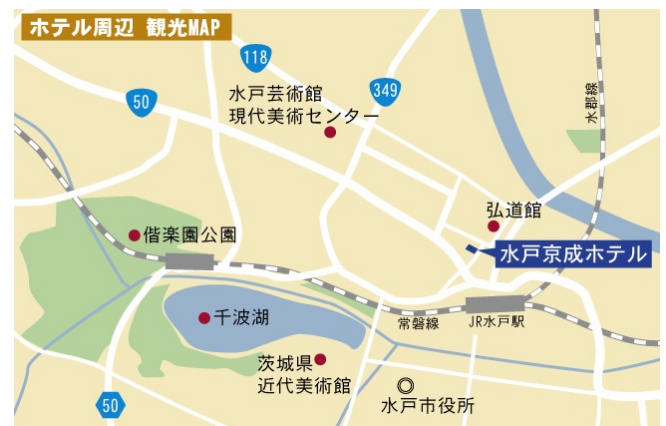 ホテル周辺 観光MAP
118
50
349
水戸芸術館
現代美術センター
水郡線
弘道館
水戸京成ホテル
偕楽園公園
千波湖
常磐線
JR水戸駅
茨城県
近代美術館
水戸市役所
50